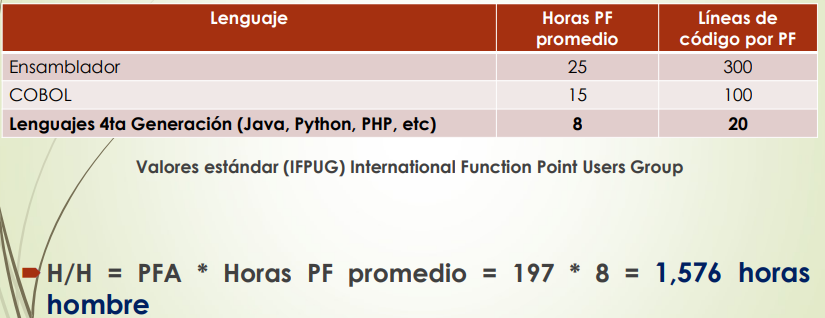 Lenguaje Horas PF promedio Líneas de código por PF
Ensamblador 25 300
COBOL 15 100
Lenguajes 4ta Generación (Java, Python, PHP, etc) 8 20
Valores estándar (IFPUG) International Function Point Users Group
H/H = PFA * Horas PF promedio = 197 * 8 = 1,576 horas
hombre